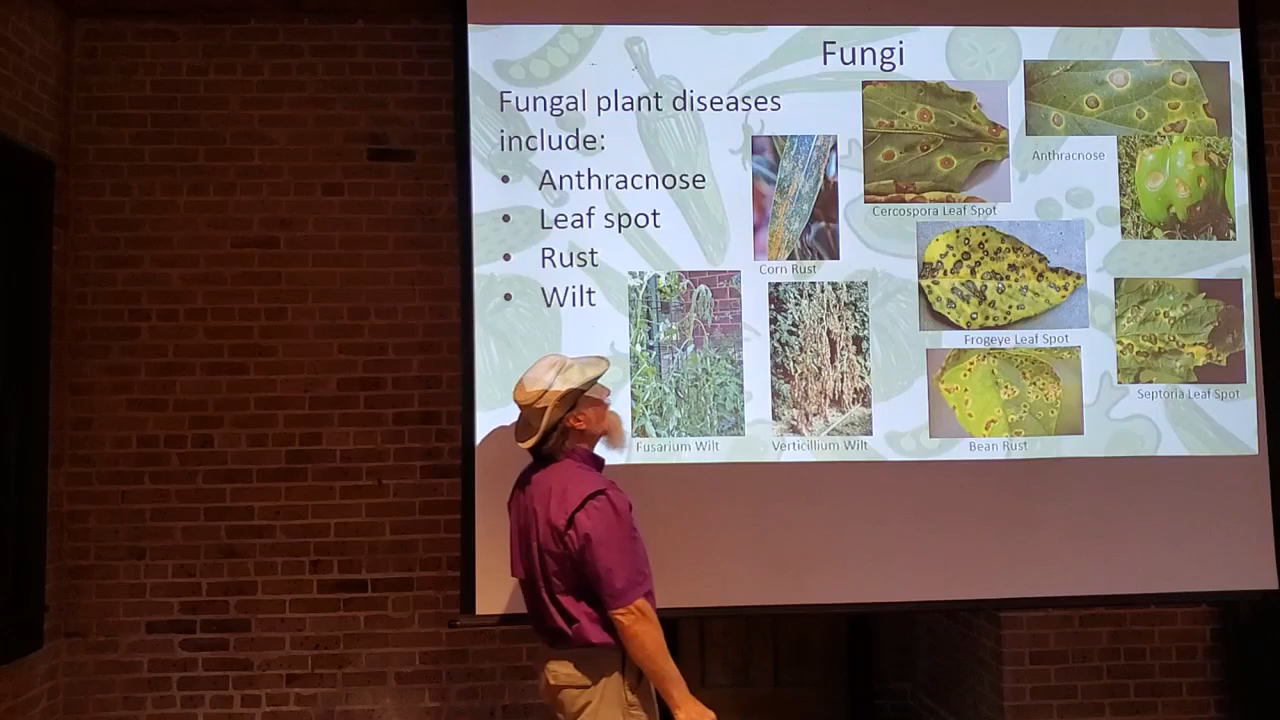 Fungi
Fungal plant diseases
include:
• Anthracnose
• Leaf spot
• Rust
• Wilt
Corn Rust
Cercospora Leaf Spot
Anthracnose
Frogeye Leaf Spot
Septoria Leaf Spot
Fusarium Wilt
Verticillium Wilt
Bean Rust